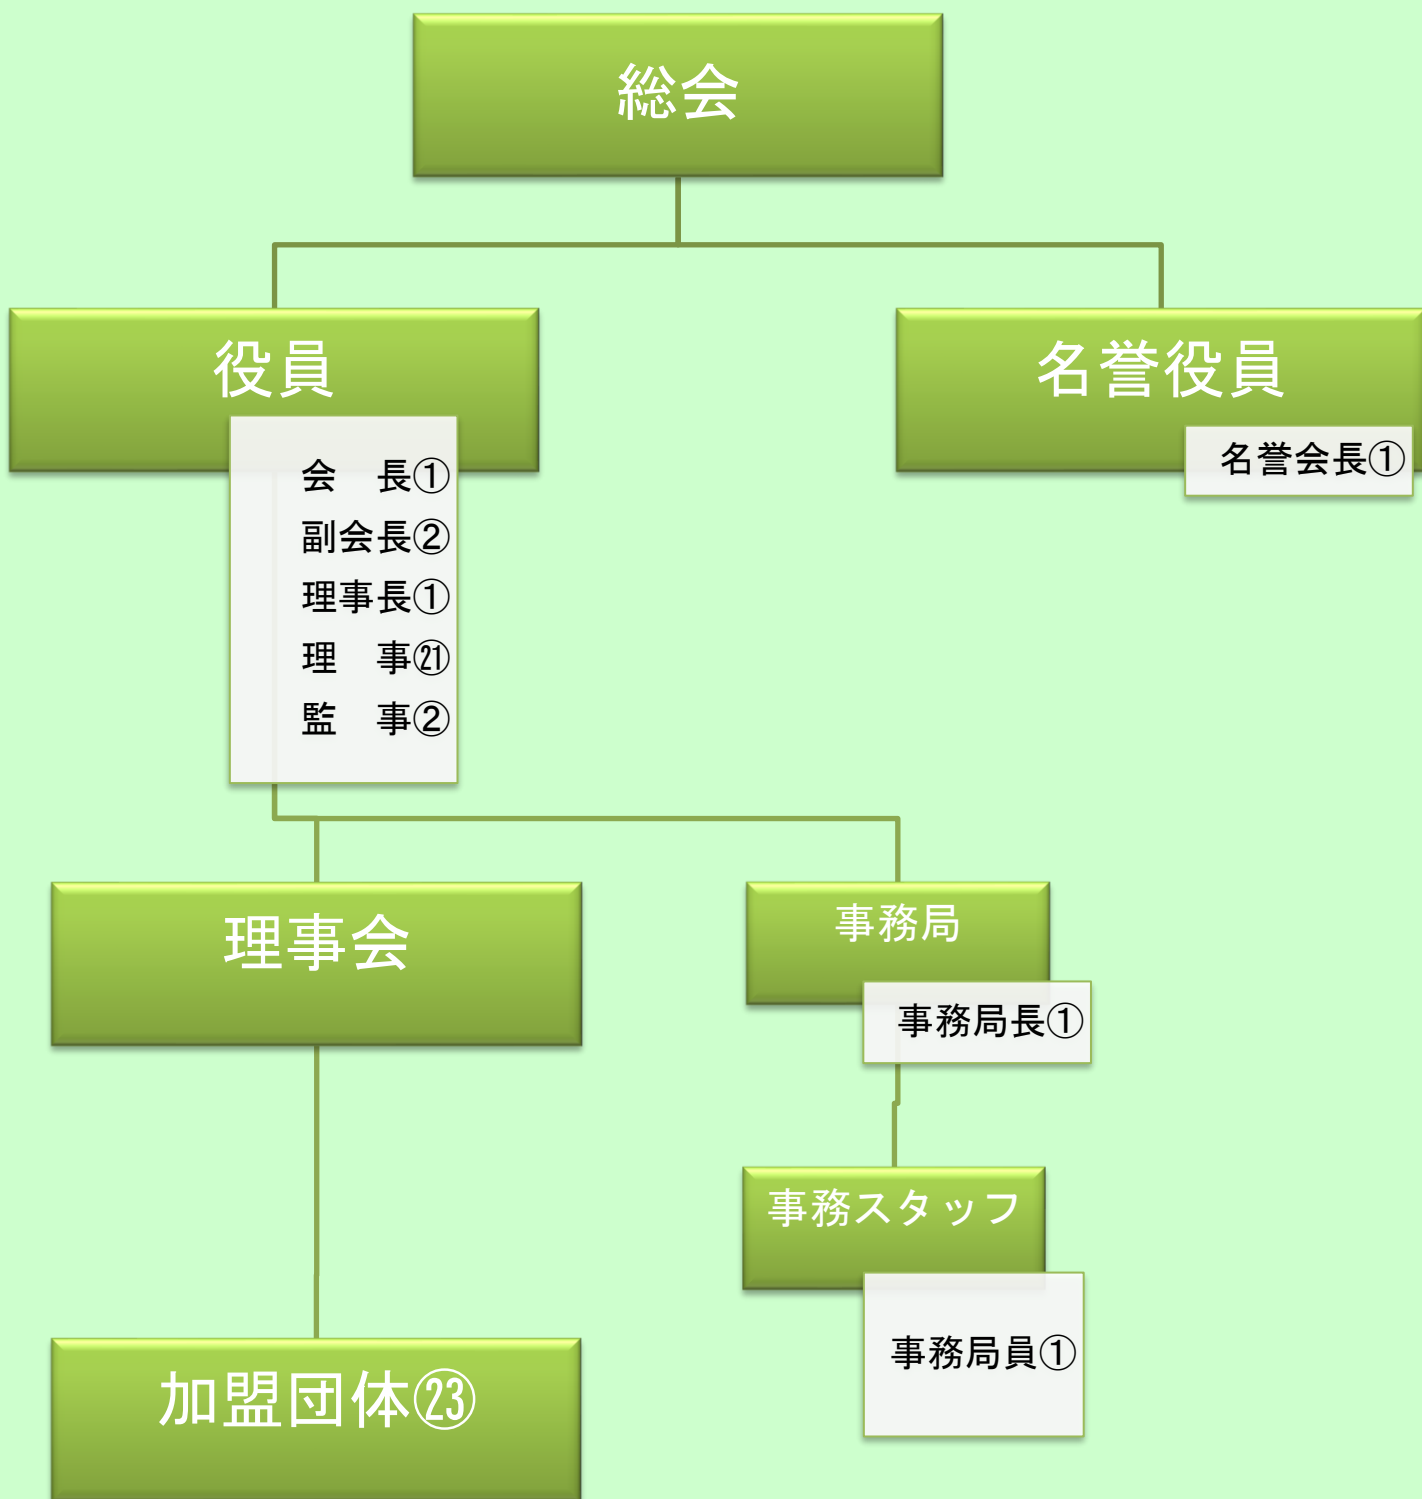 総会
役員
会　長①
副会長②
理事長①
理　事㉑
監　事②
名誉役員
名誉会長①
理事会
事務局
事務局長①
事務スタッフ
事務局員①
加盟団体㉓